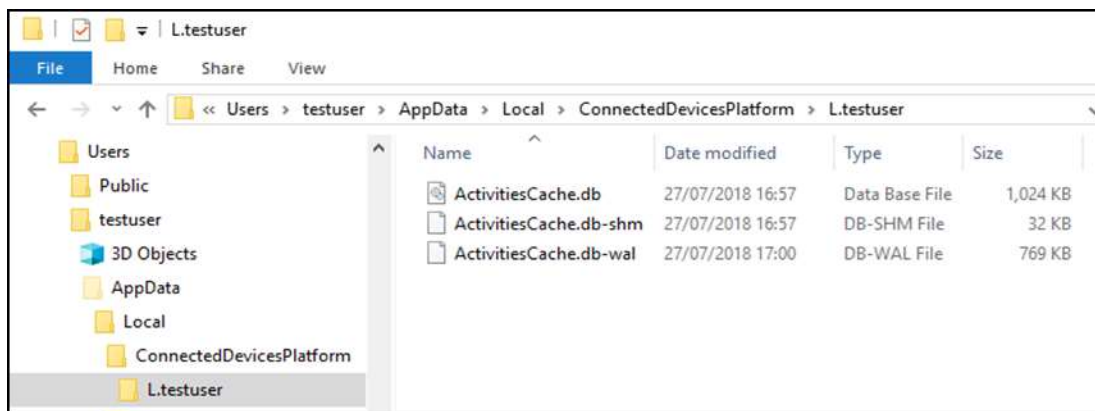 L.testuser
File Home Share View
« Users > testuser > AppData > Local > ConnectedDevicesPlatform > L.testuser
Users
Public
testuser
3D Objects
AppData
Local
ConnectedDevicesPlatform
L.testuser
Name Date modified Type Size
ActivitiesCache.db 27/07/2018 16:57 Data Base File 1,024 KB
ActivitiesCache.db-shm 27/07/2018 16:57 DB-SHM File 32 KB
ActivitiesCache.db-wal 27/07/2018 17:00 DB-WAL File 769 KB